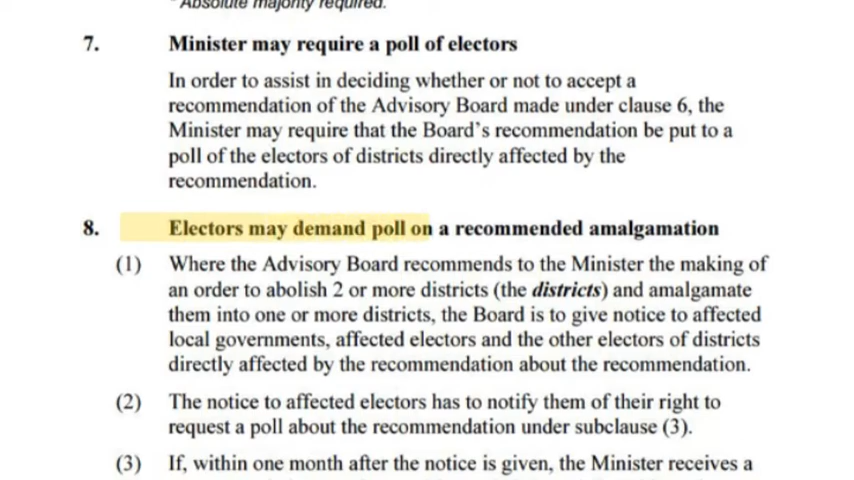 * Absolute majority required.
7. Minister may require a poll of electors
In order to assist in deciding whether or not to accept a
recommendation of the Advisory Board made under clause 6, the
Minister may require that the Board's recommendation be put to a
poll of the electors of districts directly affected by the
recommendation.
8. Electors may demand poll on a recommended amalgamation
(1) Where the Advisory Board recommends to the Minister the making of
an order to abolish 2 or more districts (the districts) and amalgamate
them into one or more districts, the Board is to give notice to affected
local governments, affected electors and the other electors of districts
directly affected by the recommendation about the recommendation.
(2) The notice to affected electors has to notify them of their right to
request a poll about the recommendation under subclause (3).
(3) If, within one month after the notice is given, the Minister receives a